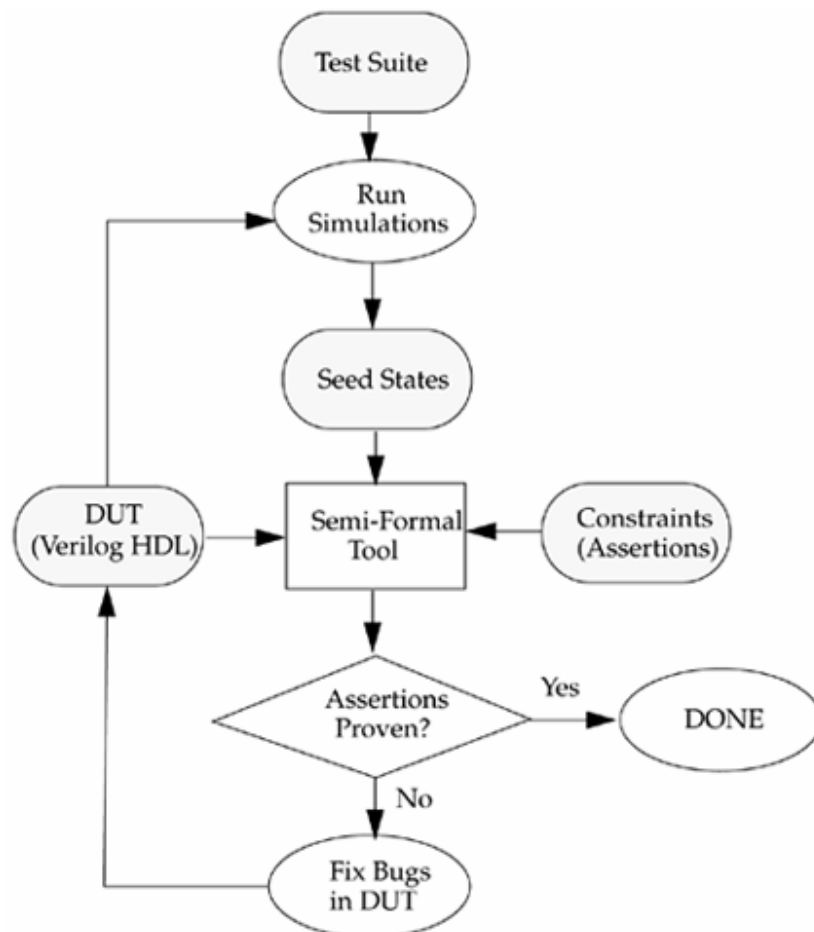 Test Suite
Run
Simulations
Seed States
DUT
(Verilog HDL)
Semi-Formal
Tool
Constraints
(Assertions)
Assertions
Proven?
Yes
DONE
No
Fix Bugs
in DUT